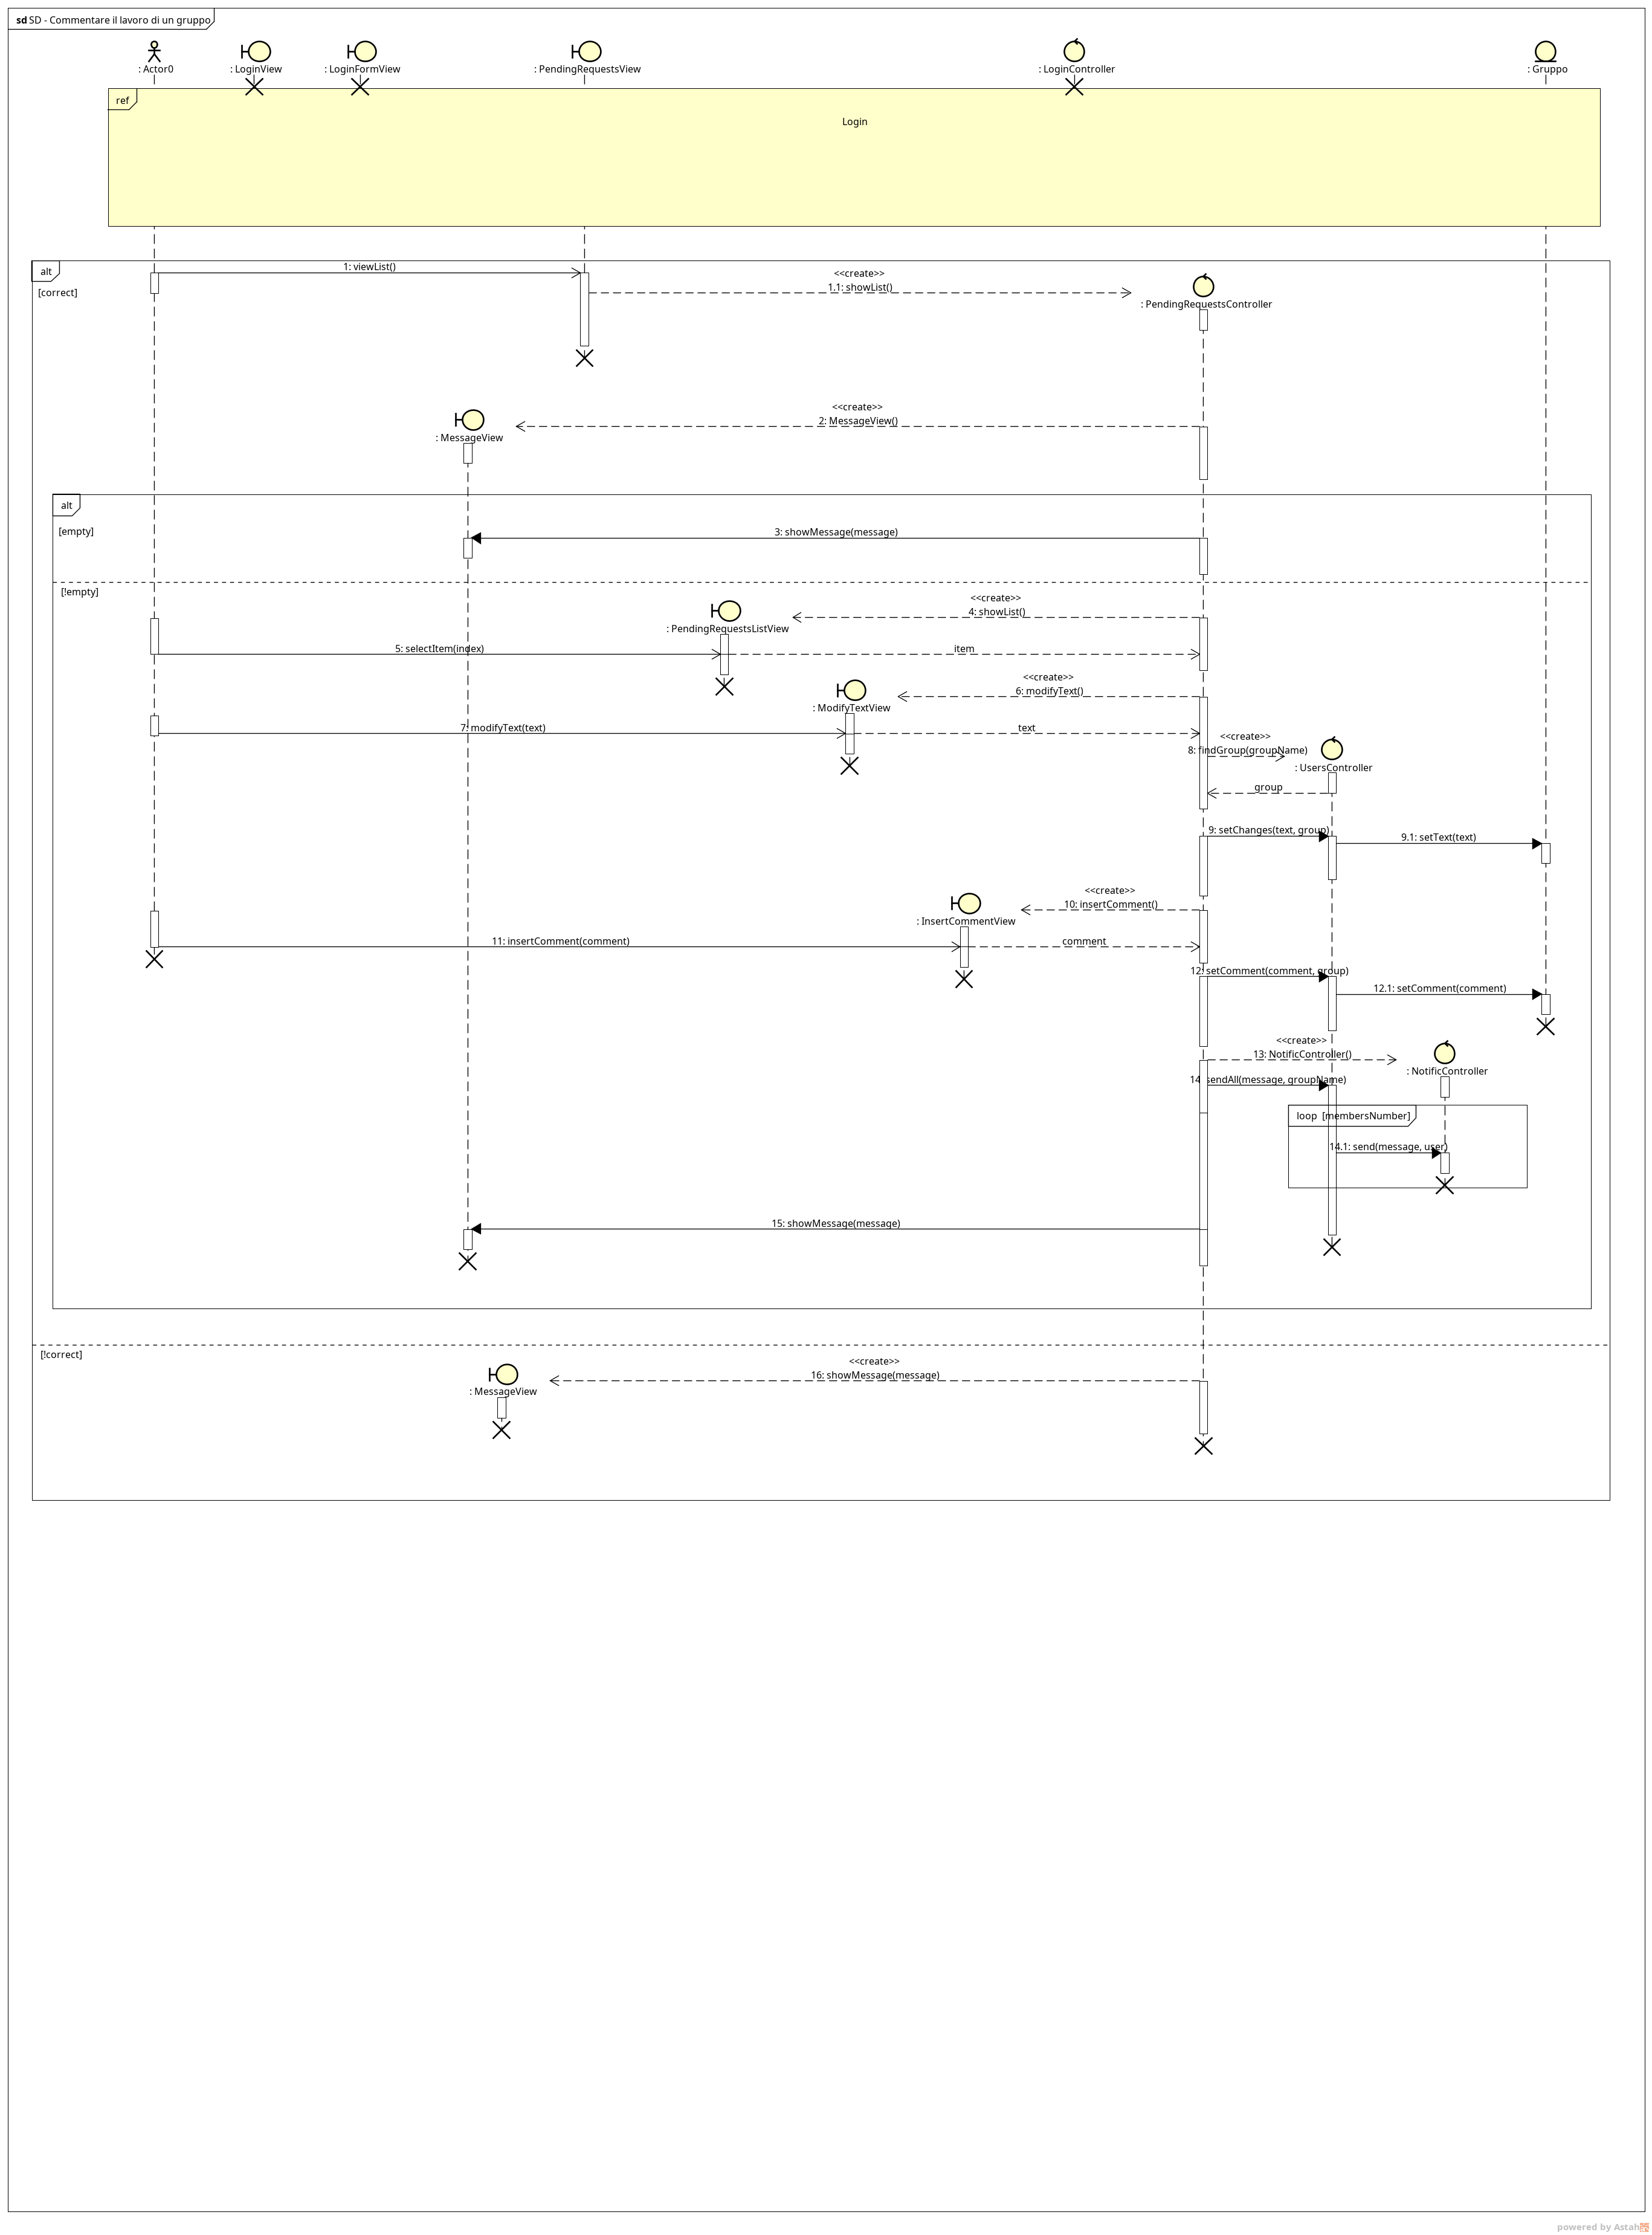 sd SD - Commentare il lavoro di un gruppo
: Actor0
: LoginView
: LoginFormView
: PendingRequestsView
: LoginController
: Gruppo
ref
Login
alt
[correct]
1: viewList()
<<create>>
1.1: showList()
: PendingRequestsController
<<create>>
2: MessageView()
: MessageView
alt
[empty]
3: showMessage(message)
[!empty]
<<create>>
4: showList()
: PendingRequestsListView
5: selectItem(index)
item
<<create>>
6: modifyText()
: ModifyTextView
7: modifyText(text)
text
<<create>>
8: findGroup(groupName)
: UsersController
group
9: setChanges(text, group)
9.1: setText(text)
<<create>>
10: insertComment()
: InsertCommentView
11: insertComment(comment)
comment
12: setComment(comment, group)
12.1: setComment(comment)
<<create>>
13: NotificController()
: NotificController
14: sendAll(message, groupName)
loop [membersNumber]
14.1: send(message, user)
15: showMessage(message)
[!correct]
<<create>>
16: showMessage(message)
: MessageView
powered by Astah